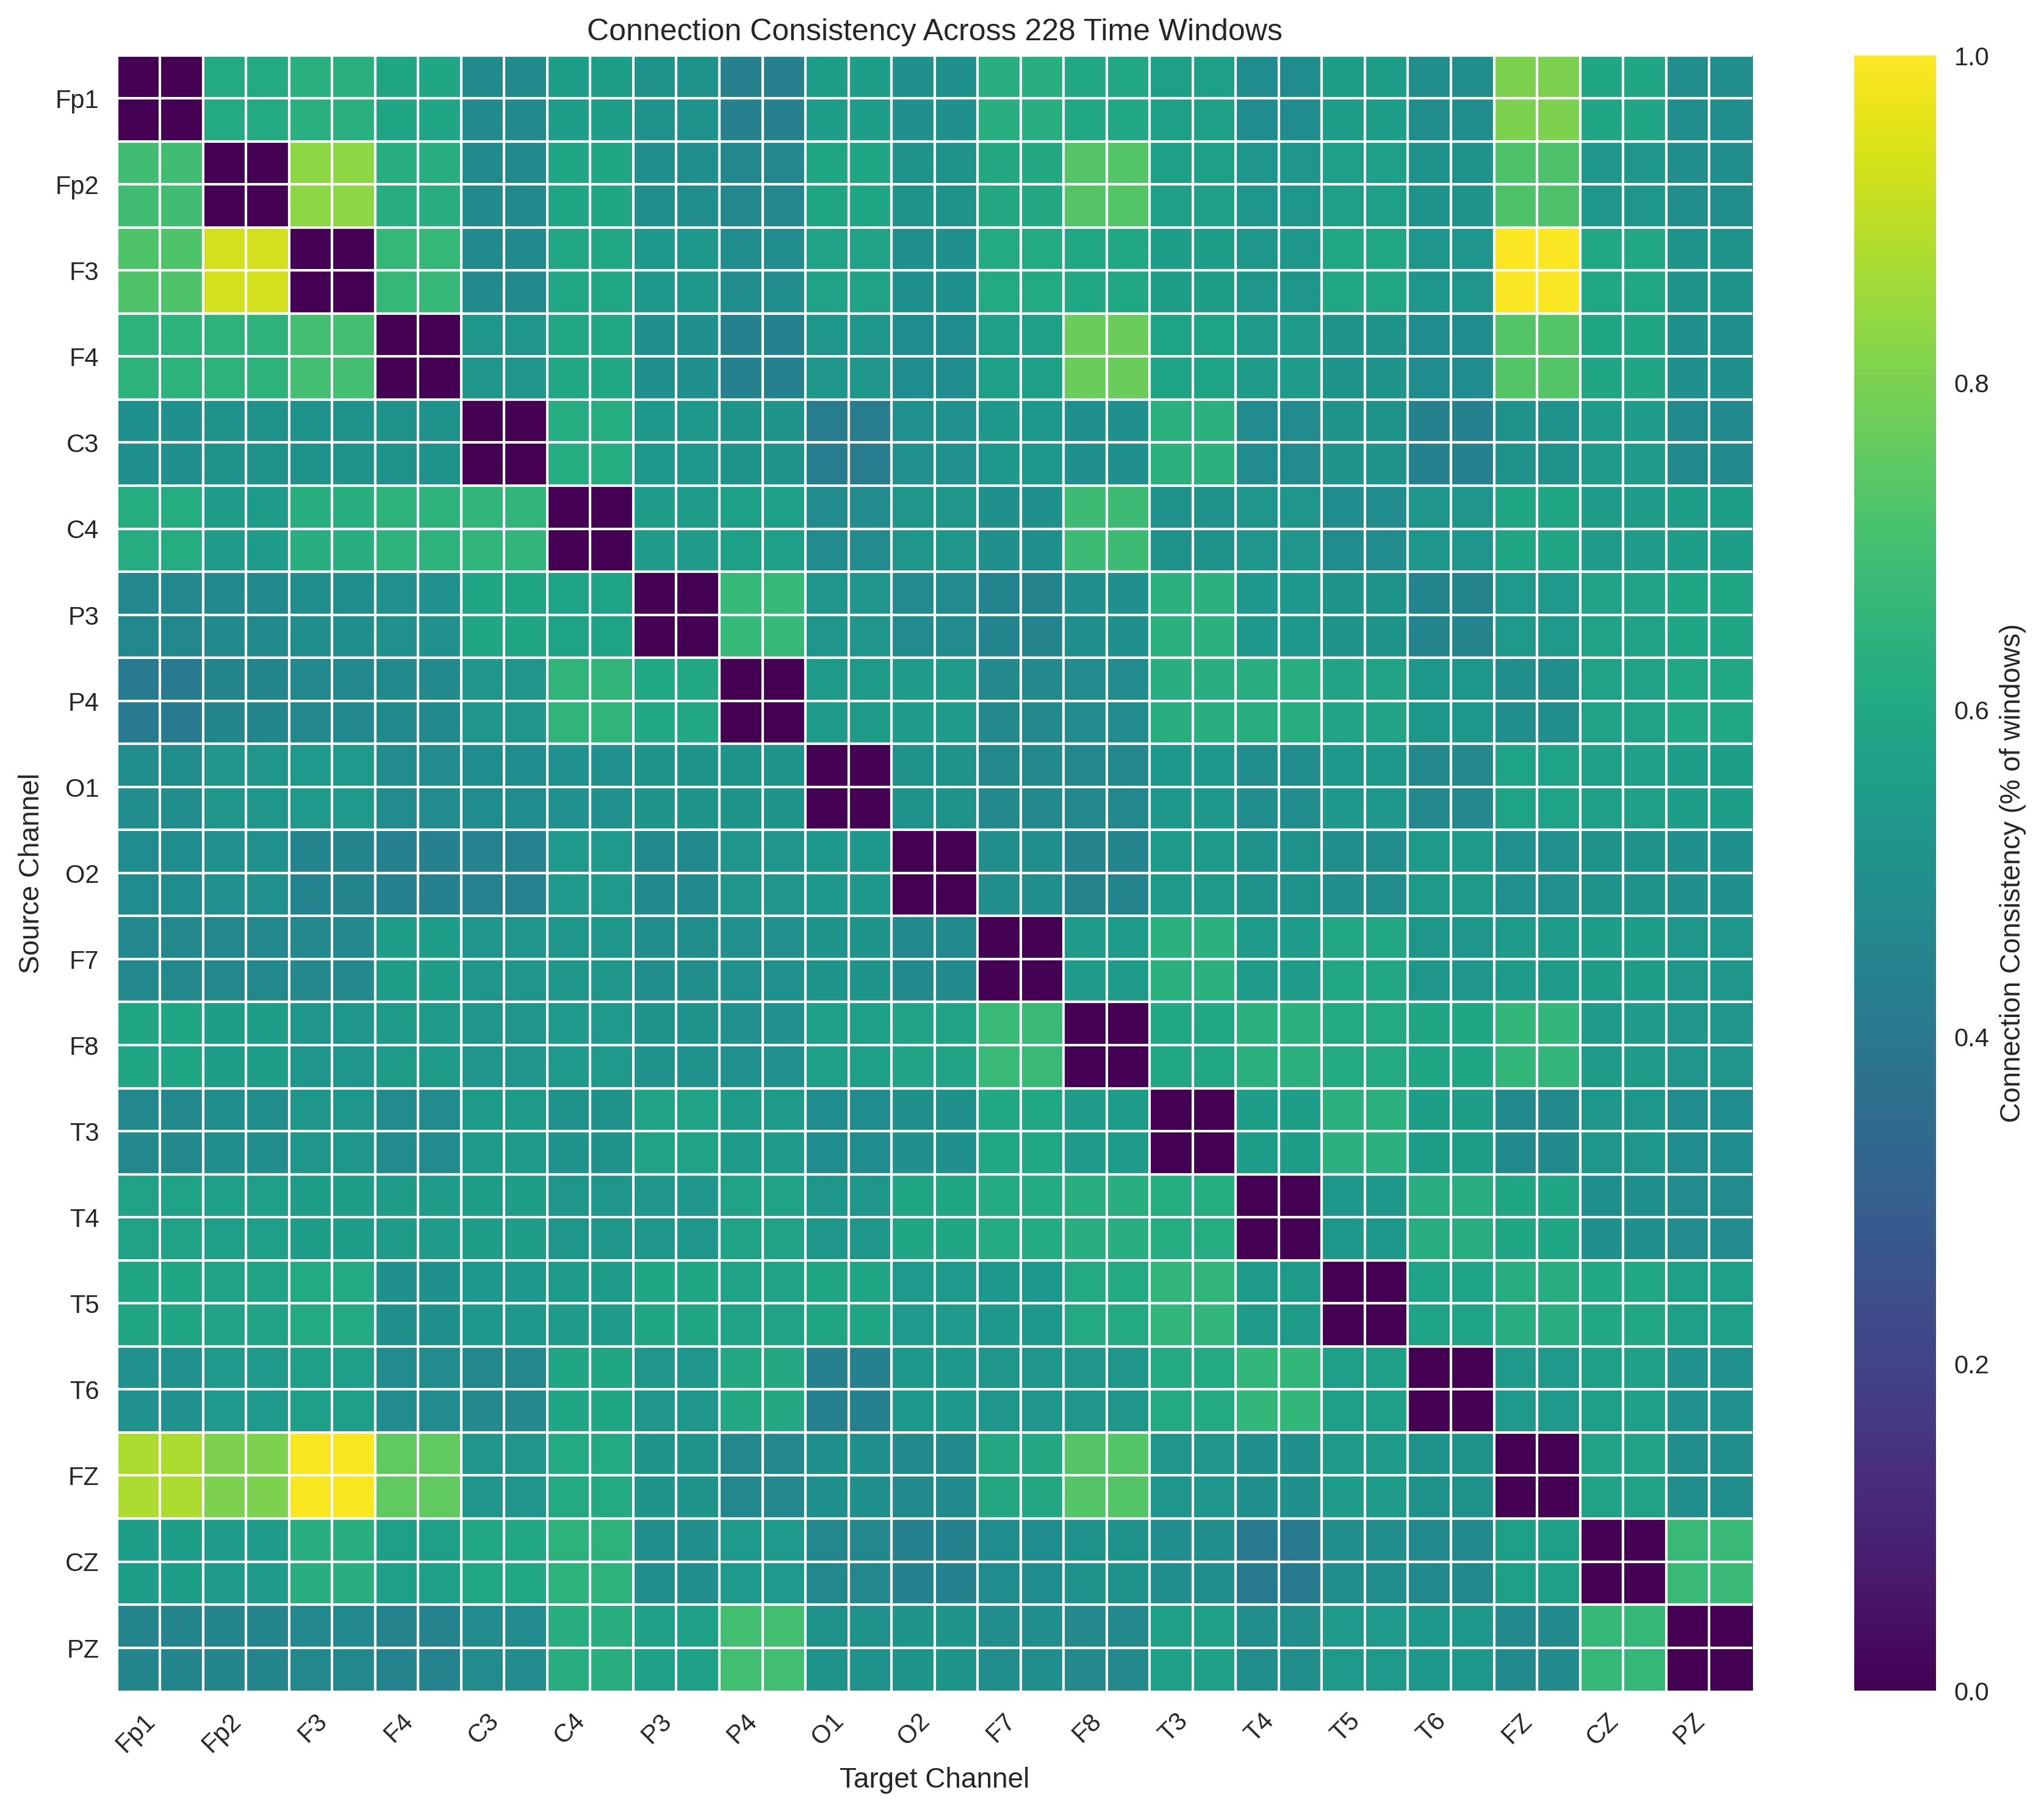 Connection Consistency Across 228 Time Windows
Fp1
Fp2
F3
F4
C3
C4
P3
P4
O1
O2
F7
F8
T3
T4
T5
T6
FZ
CZ
PZ
Source Channel
Fp1 Fp2 F3 F4 C3 C4 P3 P4 O1 O2 F7 F8 T3 T4 T5 T6 FZ CZ PZ
Target Channel
1.0
0.8
0.6
0.4
0.2
0.0
Connection Consistency (% of windows)